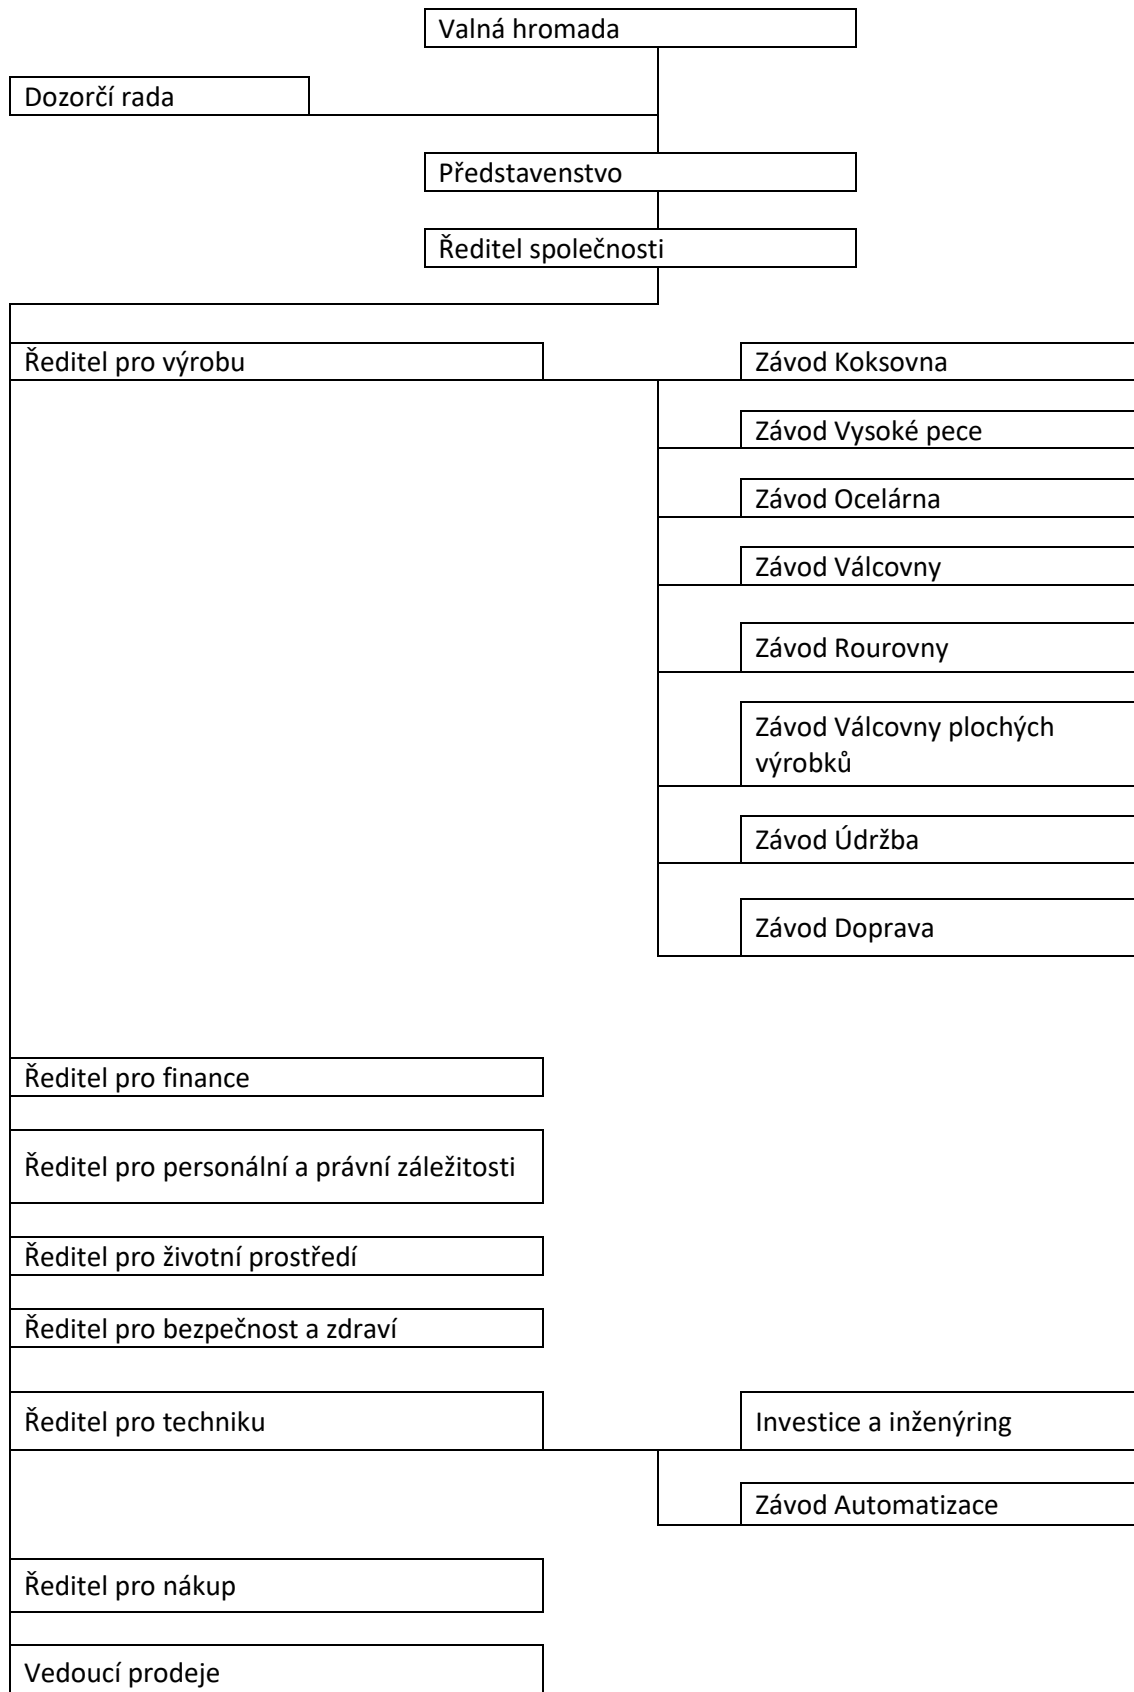 Valná hromada
Dozorčí rada
Představenstvo
Ředitel společnosti
Ředitel pro výrobu
Závod Koksovna
Závod Vysoké pece
Závod Ocelárna
Závod Válcovny
Závod Rourovny
Závod Válcovny plochých
výrobků
Závod Údržba
Závod Doprava
Ředitel pro finance
Ředitel pro personální a právní záležitosti
Ředitel pro životní prostředí
Ředitel pro bezpečnost a zdraví
Ředitel pro techniku
Investice a inženýring
Závod Automatizace
Ředitel pro nákup
Vedoucí prodeje